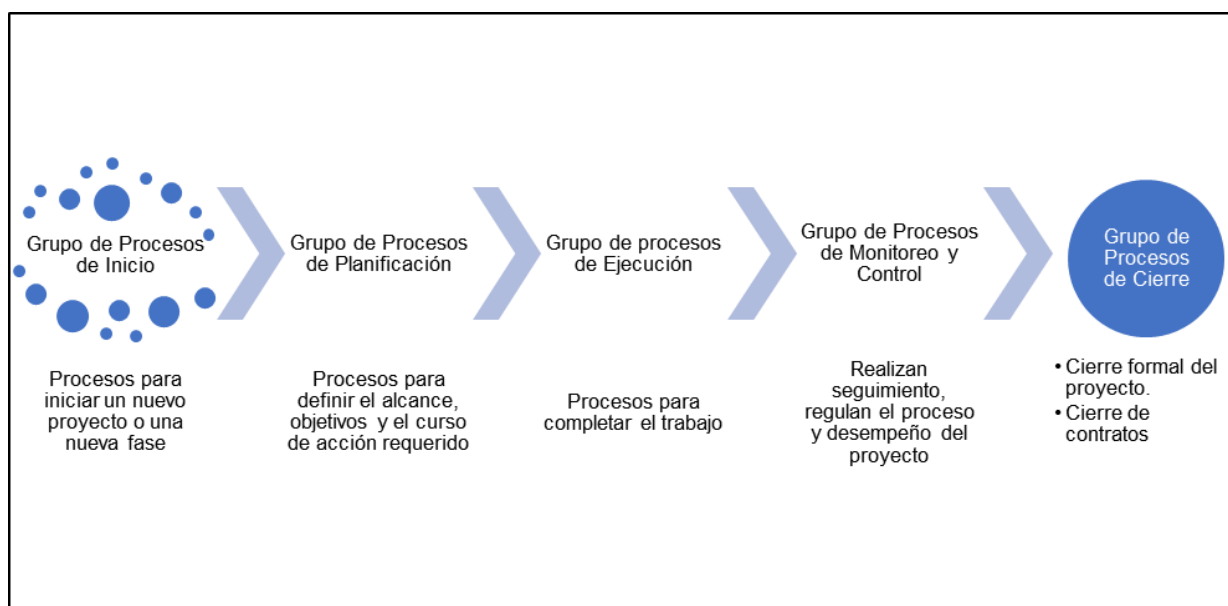 Grupo de Procesos
de Inicio
Procesos para
iniciar un nuevo
proyecto o una
nueva fase
Grupo de Procesos
de Planificación
Procesos para
definir el alcance,
objetivos y el curso
de acción requerido
Grupo de procesos
de Ejecución
Procesos para
completar el trabajo
Grupo de Procesos
de Monitoreo y
Control
Realizan
seguimiento,
regulan el proceso
y desempeño del
proyecto
Grupo de
Procesos
de Cierre
• Cierre formal del
proyecto.
• Cierre de
contratos